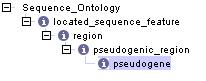 Sequence_Ontology
located_sequence_feature
region
pseudogenic_region
pseudogene